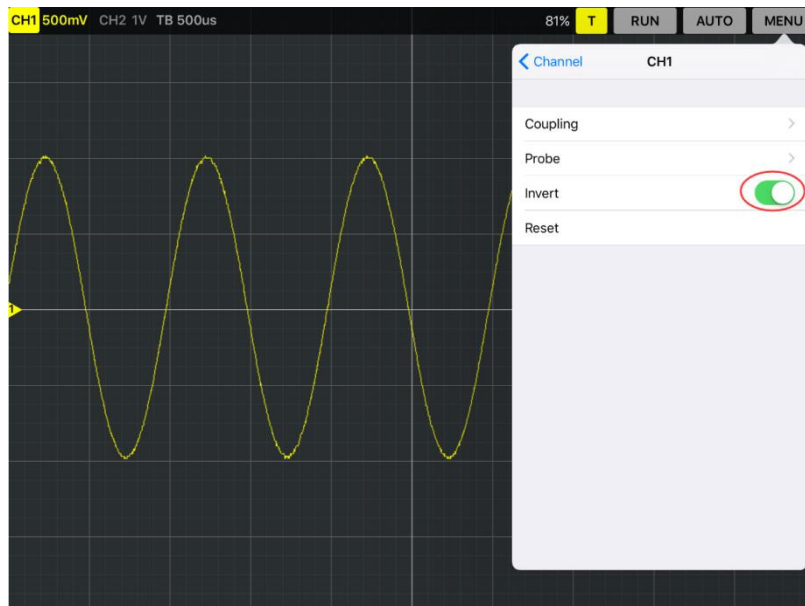 CH1 500mV CH2 1V TB 500us 81% T RUN AUTO MENU
Channel CH1
Coupling
Probe
Invert
Reset
1